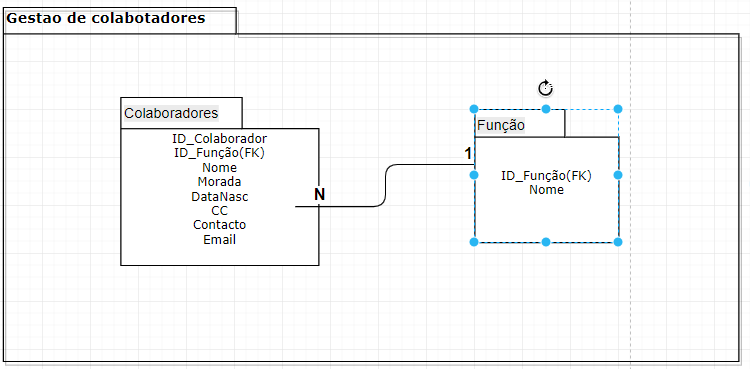 Gestao de colabotadores
Colaboradores
ID_Colaborador
ID_Função(FK)
Nome
Morada
DataNasc
CC
Contacto
Email
N
1
Função
ID_Função(FK)
Nome